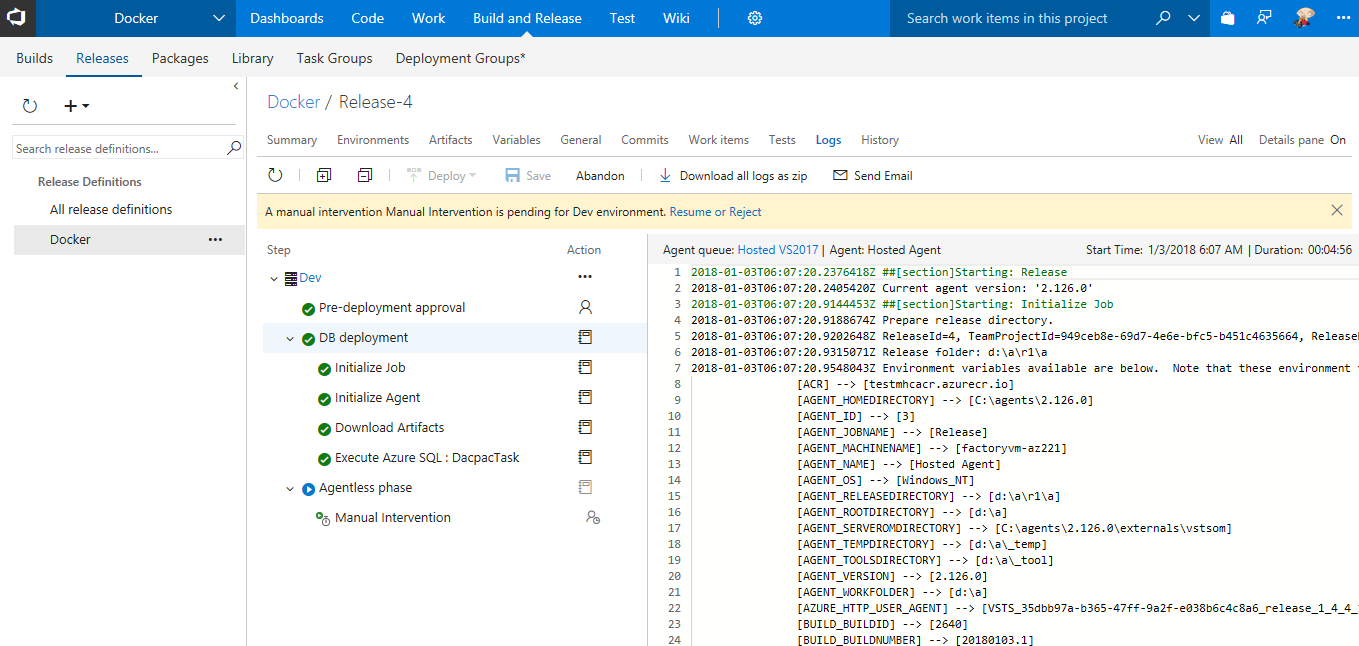 Docker Dashboards Code Work Build and Release Test Wiki Search work items in this project
Builds Releases Packages Library Task Groups Deployment Groups*
Docker / Release-4
Summary Environments Artifacts Variables General Commits Work items Tests Logs History View All Details pane On
Search release definitions...
Deploy Save Abandon Download all logs as zip Send Email
Release Definitions
All release definitions
Docker ...
A manual intervention Manual Intervention is pending for Dev environment. Resume or Reject
Step Action
Dev ...
Pre-deployment approval
DB deployment
Initialize Job
Initialize Agent
Download Artifacts
Execute Azure SQL : DacpacTask
Agentless phase
Manual Intervention
Agent queue: Hosted VS2017 | Agent: Hosted Agent Start Time: 1/3/2018 6:07 AM | Duration: 00:04:56
1 2018-01-03T06:07:20.2376418Z ##[section]Starting: Release
2 2018-01-03T06:07:20.2405420Z Current agent version: '2.126.0'
3 2018-01-03T06:07:20.9144453Z ##[section]Starting: Initialize Job
4 2018-01-03T06:07:20.9188674Z Prepare release directory.
5 2018-01-03T06:07:20.9202648Z ReleaseId=4, TeamProjectId=949ceb8e-69d7-4e6e-bfc5-b451c4635664, Release
6 2018-01-03T06:07:20.9315071Z Release folder: d:\a\r1\a
7 2018-01-03T06:07:20.9548043Z Environment variables available are below.  Note that these environment
8 [ACR] --> [testmhcacr.azurecr.io]
9 [AGENT_HOMEDIRECTORY] --> [C:\agents\2.126.0]
10 [AGENT_ID] --> [3]
11 [AGENT_JOBNAME] --> [Release]
12 [AGENT_MACHINENAME] --> [factoryvm-az221]
13 [AGENT_NAME] --> [Hosted Agent]
14 [AGENT_OS] --> [Windows_NT]
15 [AGENT_RELEASEDIRECTORY] --> [d:\a\r1\a]
16 [AGENT_ROOTDIRECTORY] --> [d:\a]
17 [AGENT_SERVEROMDIRECTORY] --> [C:\agents\2.126.0\externals\vstsom]
18 [AGENT_TEMPDIRECTORY] --> [d:\a\_temp]
19 [AGENT_TOOLSDIRECTORY] --> [d:\a\_tool]
20 [AGENT_VERSION] --> [2.126.0]
21 [AGENT_WORKFOLDER] --> [d:\a]
22 [AZURE_HTTP_USER_AGENT] --> [VSTS_35dbb97a-b365-47ff-9a2f-e038b6c4c8a6_release_1_4_4_
23 [BUILD_BUILDID] --> [2640]
24 [BUILD_BUILDNUMBER] --> [20180103.1]